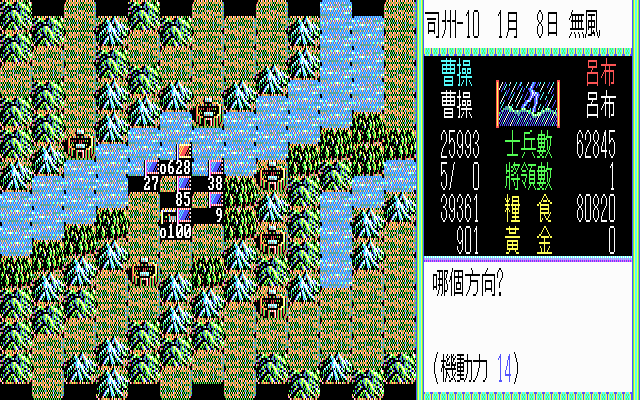 司州-10 1月 8日 無風
曹操 呂布
曹操 呂布
25993 士兵數 62845
5/ 0 將領數 1
39361 糧食 80820
901 黃金 0
哪個方向?
(機動力 14)
o628
27 38
85
9
o100